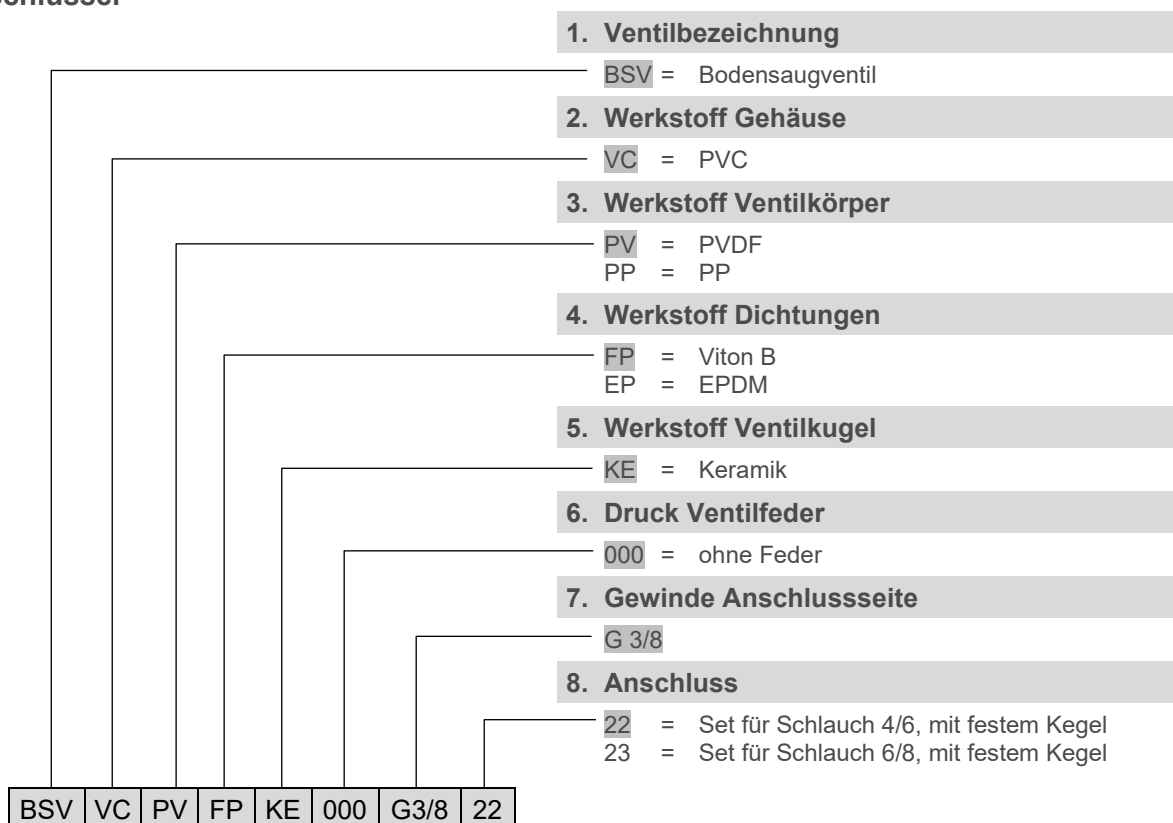 1. Ventilbezeichnung
BSV = Bodensaugventil
2. Werkstoff Gehäuse
VC = PVC
3. Werkstoff Ventilkörper
PV = PVDF
PP = PP
4. Werkstoff Dichtungen
FP = Viton B
EP = EPDM
5. Werkstoff Ventilkugel
KE = Keramik
6. Druck Ventilfeder
000 = ohne Feder
7. Gewinde Anschlussseite
G 3/8
8. Anschluss
22 = Set für Schlauch 4/6, mit festem Kegel
23 = Set für Schlauch 6/8, mit festem Kegel
BSV VC PV FP KE 000 G3/8 22